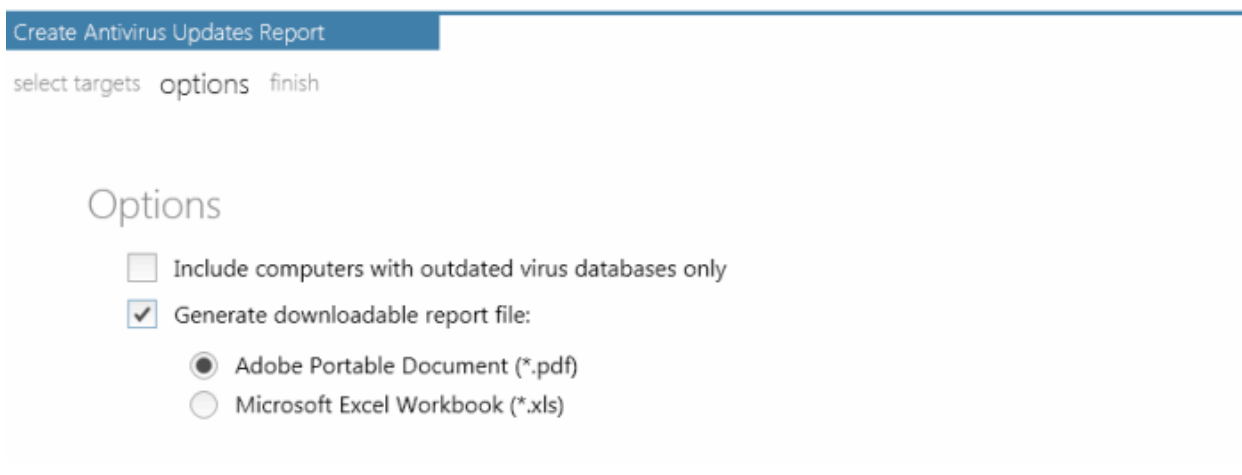 Create Antivirus Updates Report
select targets options finish
Options
Include computers with outdated virus databases only
Generate downloadable report file:
Adobe Portable Document (*.pdf)
Microsoft Excel Workbook (*.xls)